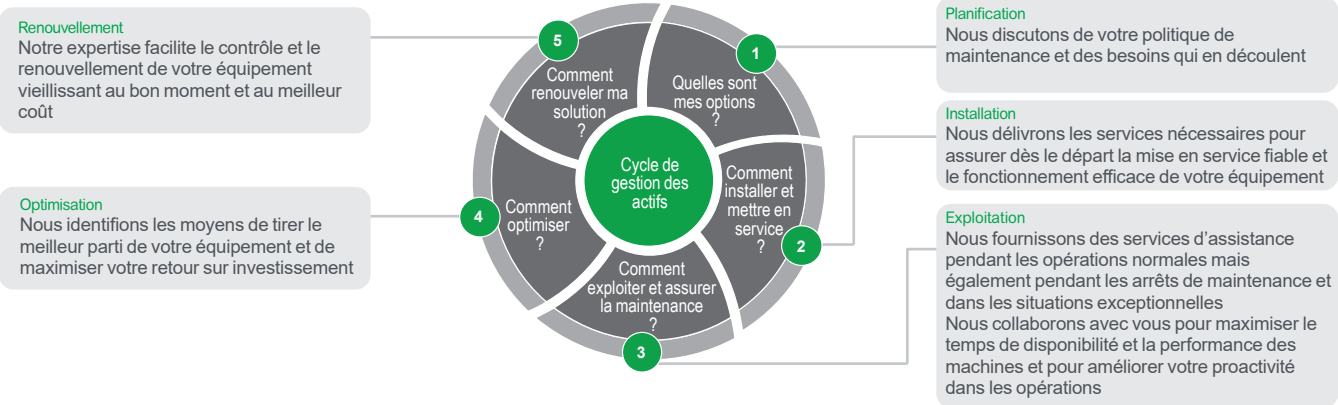 Renouvellement
Notre expertise facilite le contrôle et le
renouvellement de votre équipement
vieillissant au bon moment et au meilleur
coût
Optimisation
Nous identifions les moyens de tirer le
meilleur parti de votre équipement et de
maximiser votre retour sur investissement
5
Comment
renouveler ma
solution
?
1
Quelles sont
mes options
?
Cycle de
gestion des
actifs
4
Comment
optimiser
?
Comment
installer et
mettre en
service
?
2
Comment
exploiter et assurer
la maintenance
?
3
Planification
Nous discutons de votre politique de
maintenance et des besoins qui en découlent
Installation
Nous délivrons les services nécessaires pour
assurer dès le départ la mise en service fiable et
le fonctionnement efficace de votre équipement
Exploitation
Nous fournissons des services d’assistance
pendant les opérations normales mais
également pendant les arrêts de maintenance et
dans les situations exceptionnelles
Nous collaborons avec vous pour maximiser le
temps de disponibilité et la performance des
machines et pour améliorer votre proactivité
dans les opérations